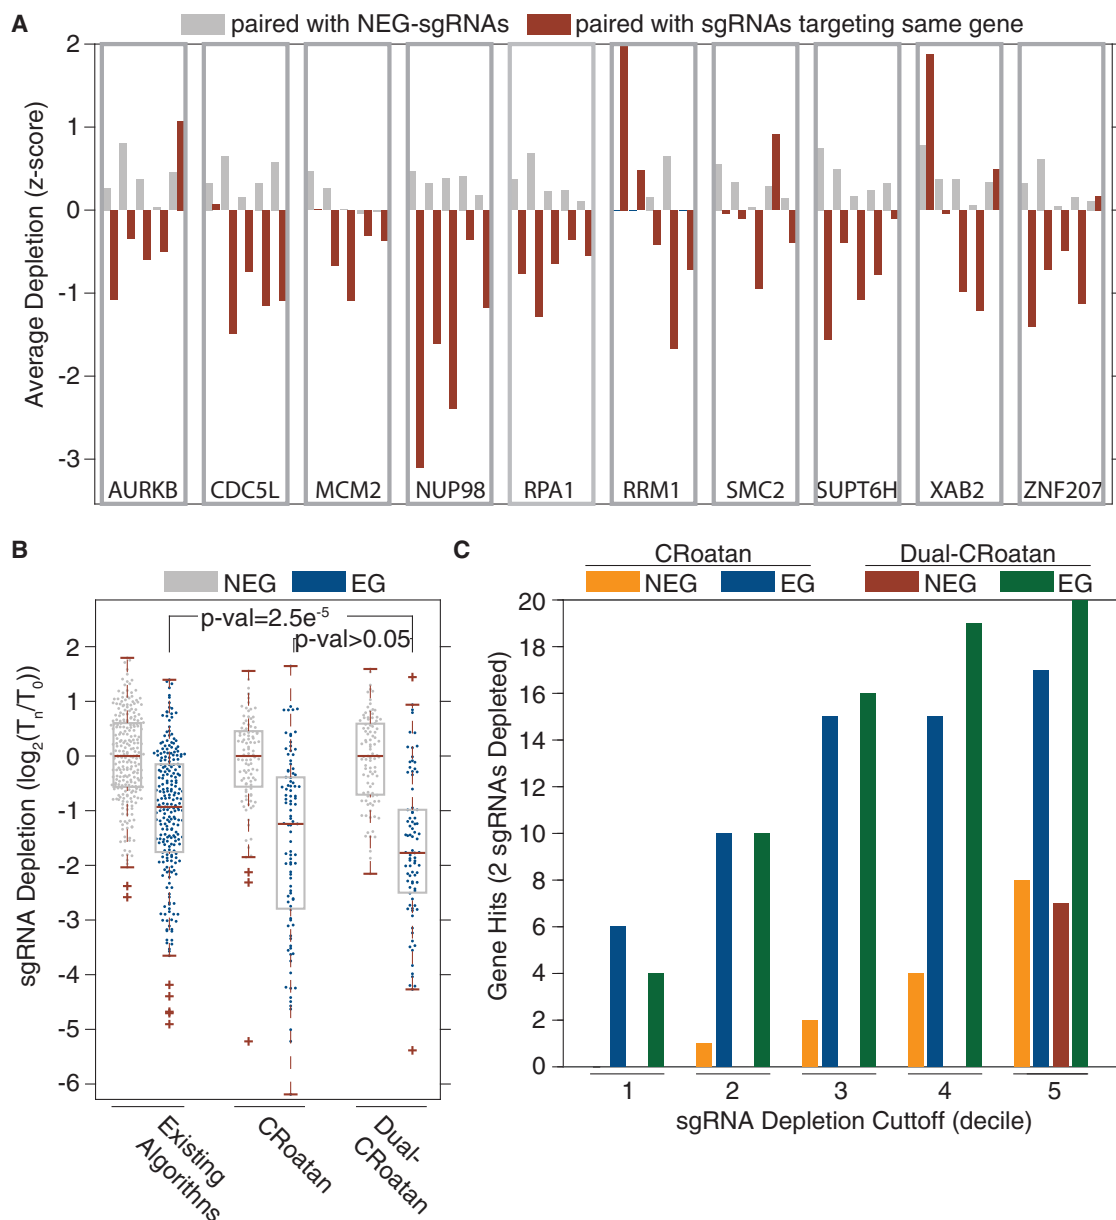 A
paired with NEG-sgRNAs paired with sgRNAs targeting same gene
Average Depletion (z-score)
2
1
0
-1
-2
-3
AURKB CDC5L MCM2 NUP98 RPA1 RRM1 SMC2 SUPT6H XAB2 ZNF207
B
NEG EG
sgRNA Depletion (log2(Tn/T0))
p-val=2.5e-5
p-val>0.05
2
1
0
-1
-2
-3
-4
-5
-6
Existing Algorithns
CRoatan
Dual-CRoatan
C
CRoatan Dual-CRoatan
NEG EG NEG EG
Gene Hits (2 sgRNAs Depleted)
20
18
16
14
12
10
8
6
4
2
0
1 2 3 4 5
sgRNA Depletion Cuttoff (decile)